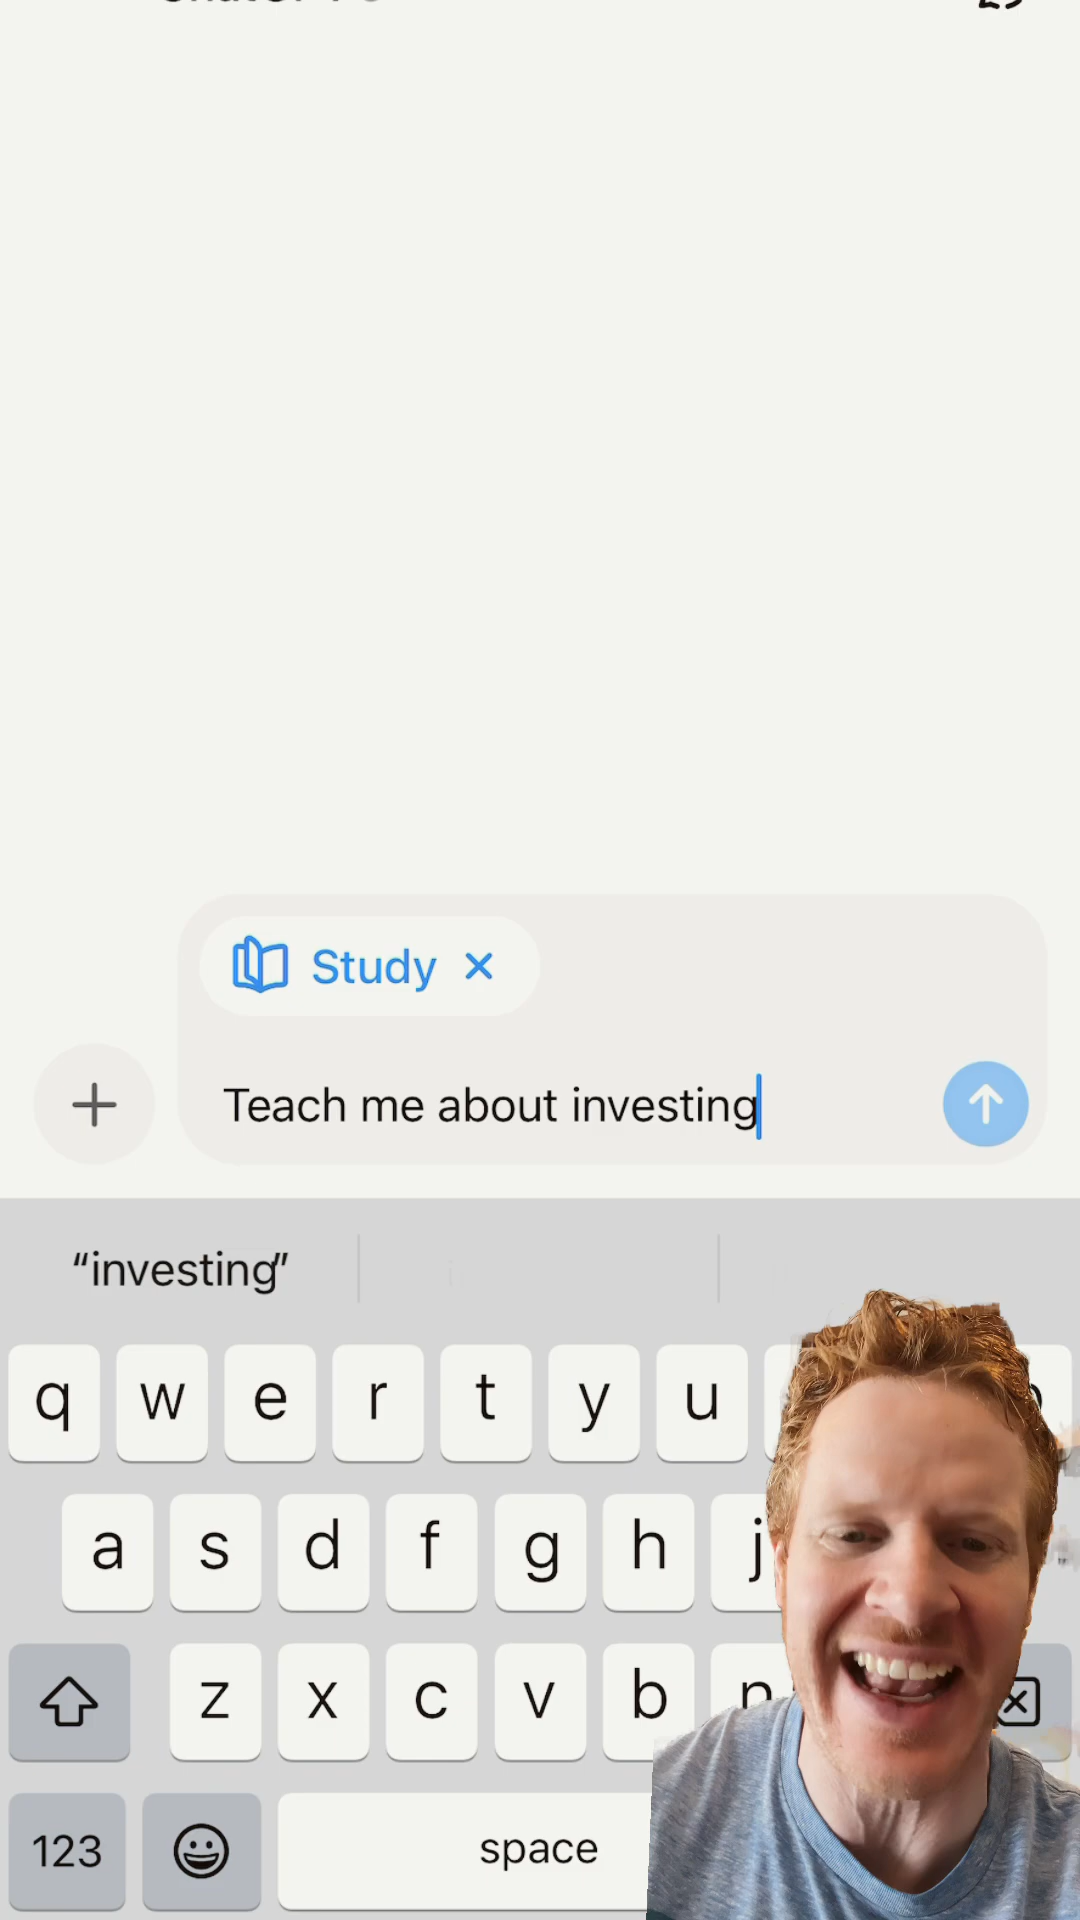 Study
Teach me about investing
“investing”
q w e r t y u
a s d f g h j
z x c v b n
123 space